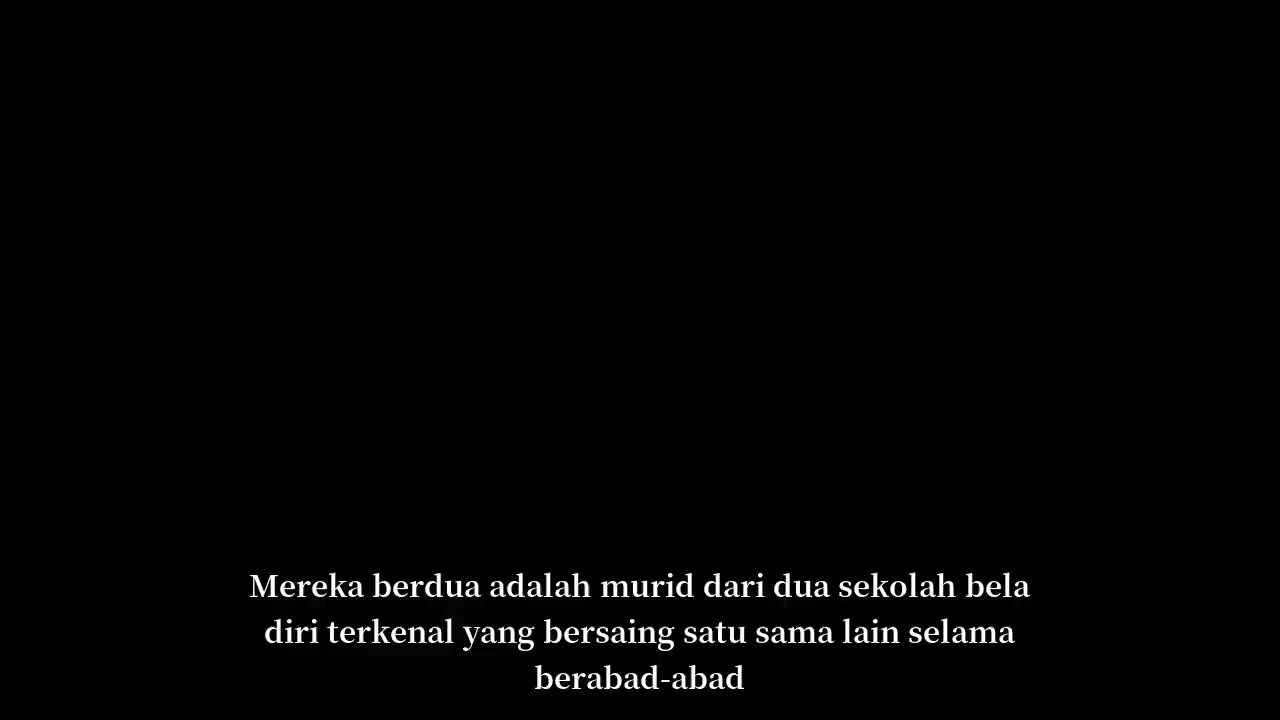 Mereka berdua adalah murid dari dua sekolah bela
diri terkenal yang bersaing satu sama lain selama
berabad-abad